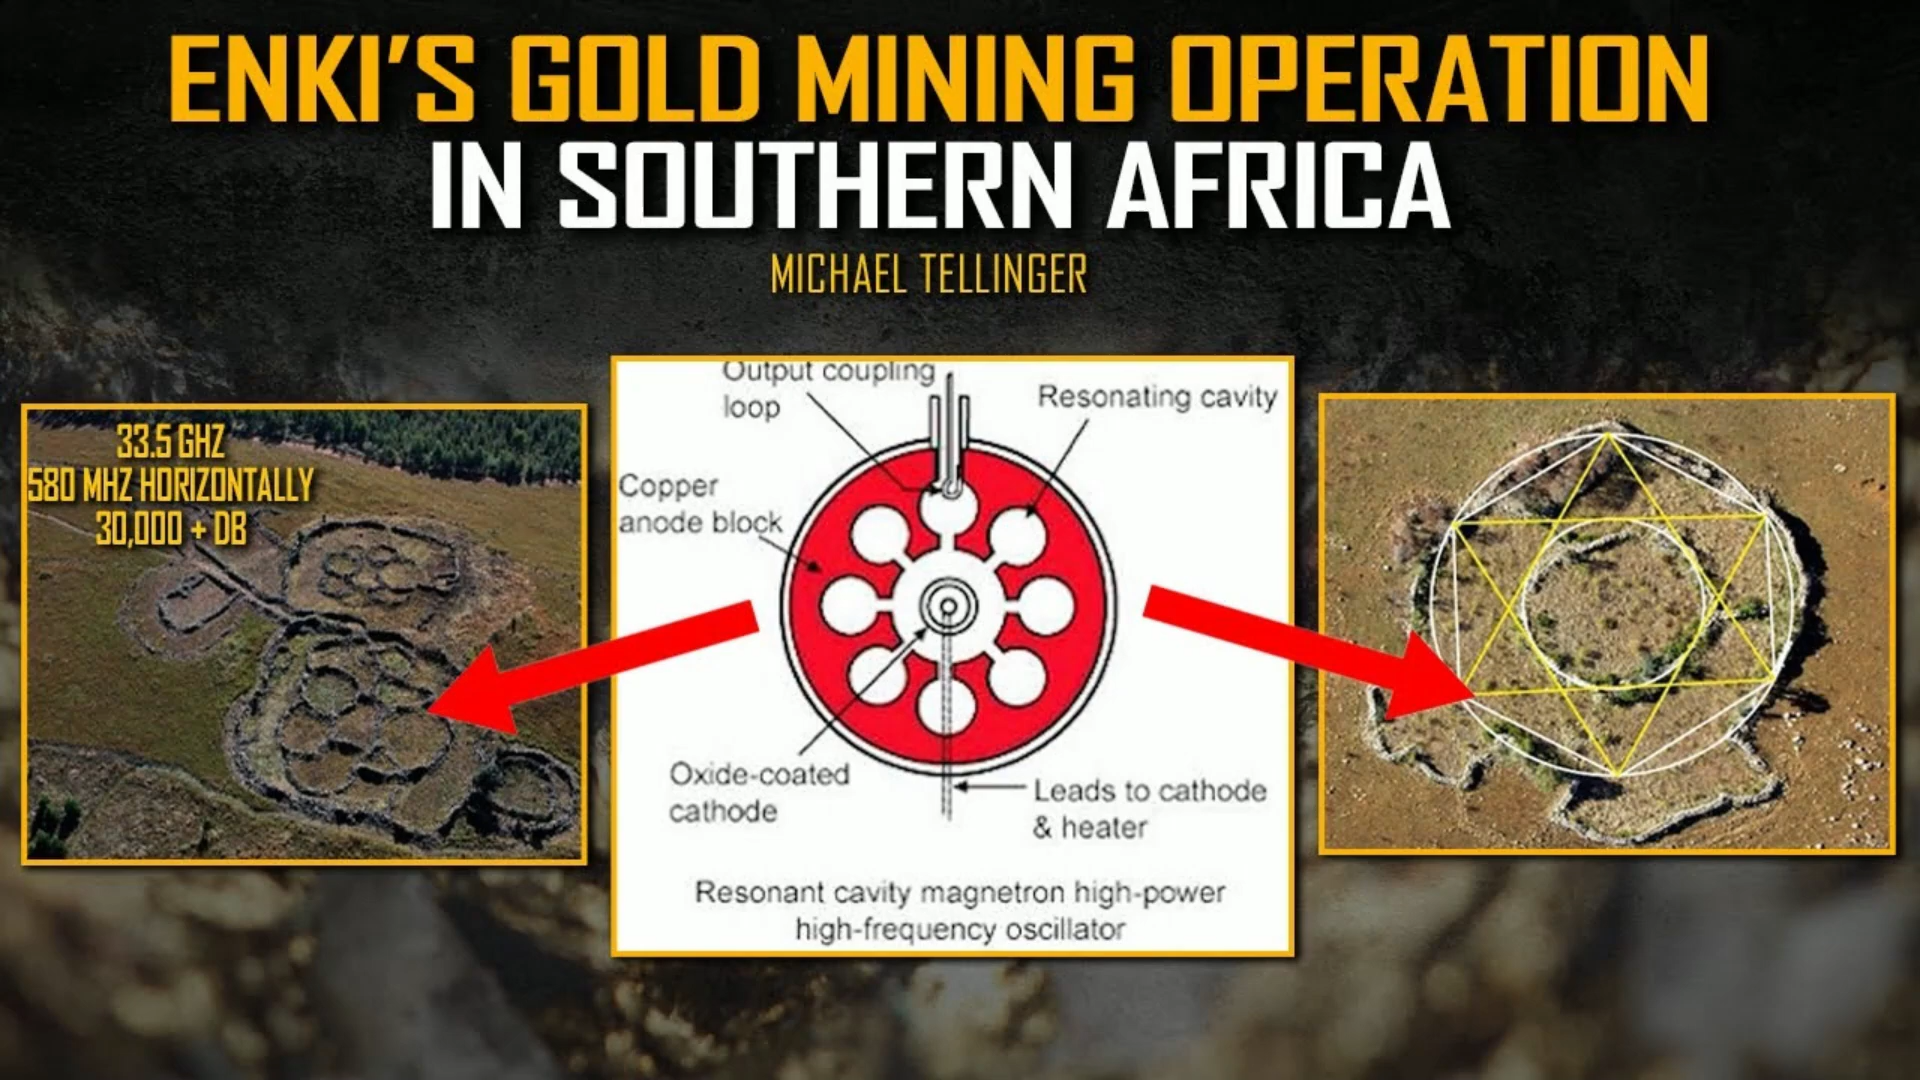 ENKI'S GOLD MINING OPERATION
IN SOUTHERN AFRICA
MICHAEL TELLINGER
33.5 GHZ
580 MHZ HORIZONTALLY
30,000 + DB
Output coupling
loop
Resonating cavity
Copper
anode block
Oxide-coated
cathode
Leads to cathode
& heater
Resonant cavity magnetron high-power
high-frequency oscillator